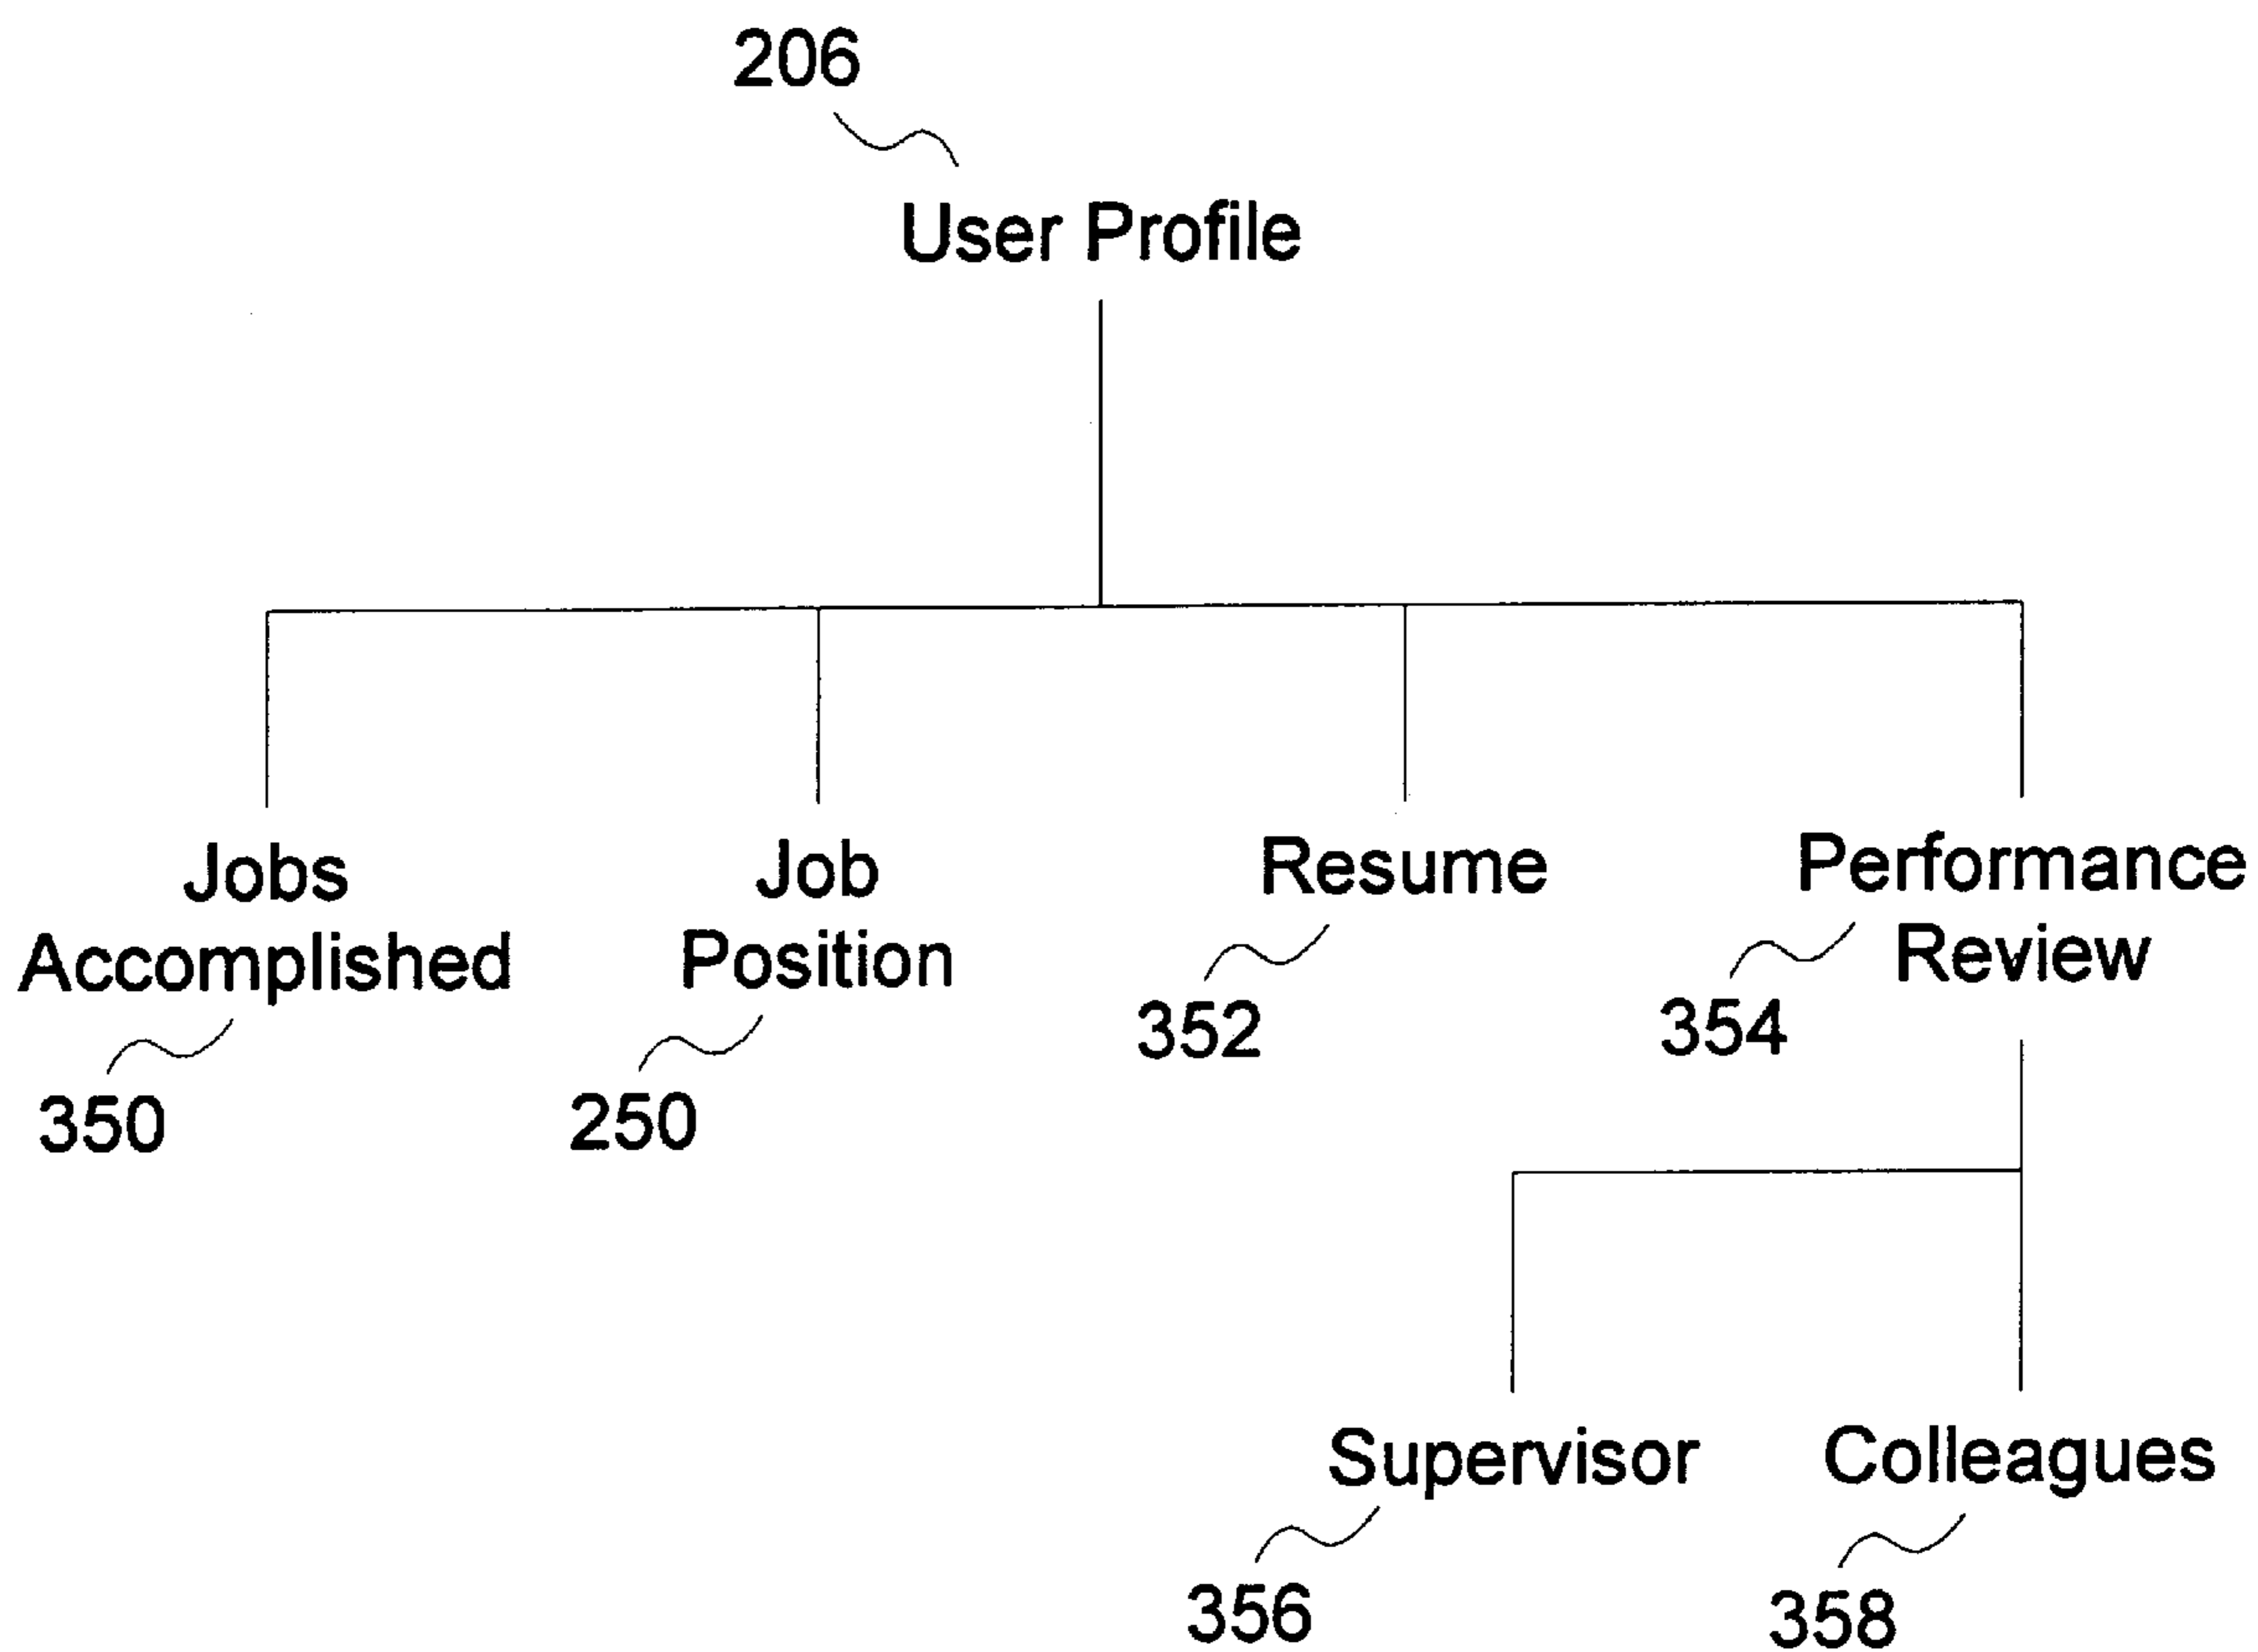 206
User Profile
Jobs
Accomplished
350
Job
Position
250
Resume
352
Performance
Review
354
Supervisor
356
Colleagues
358